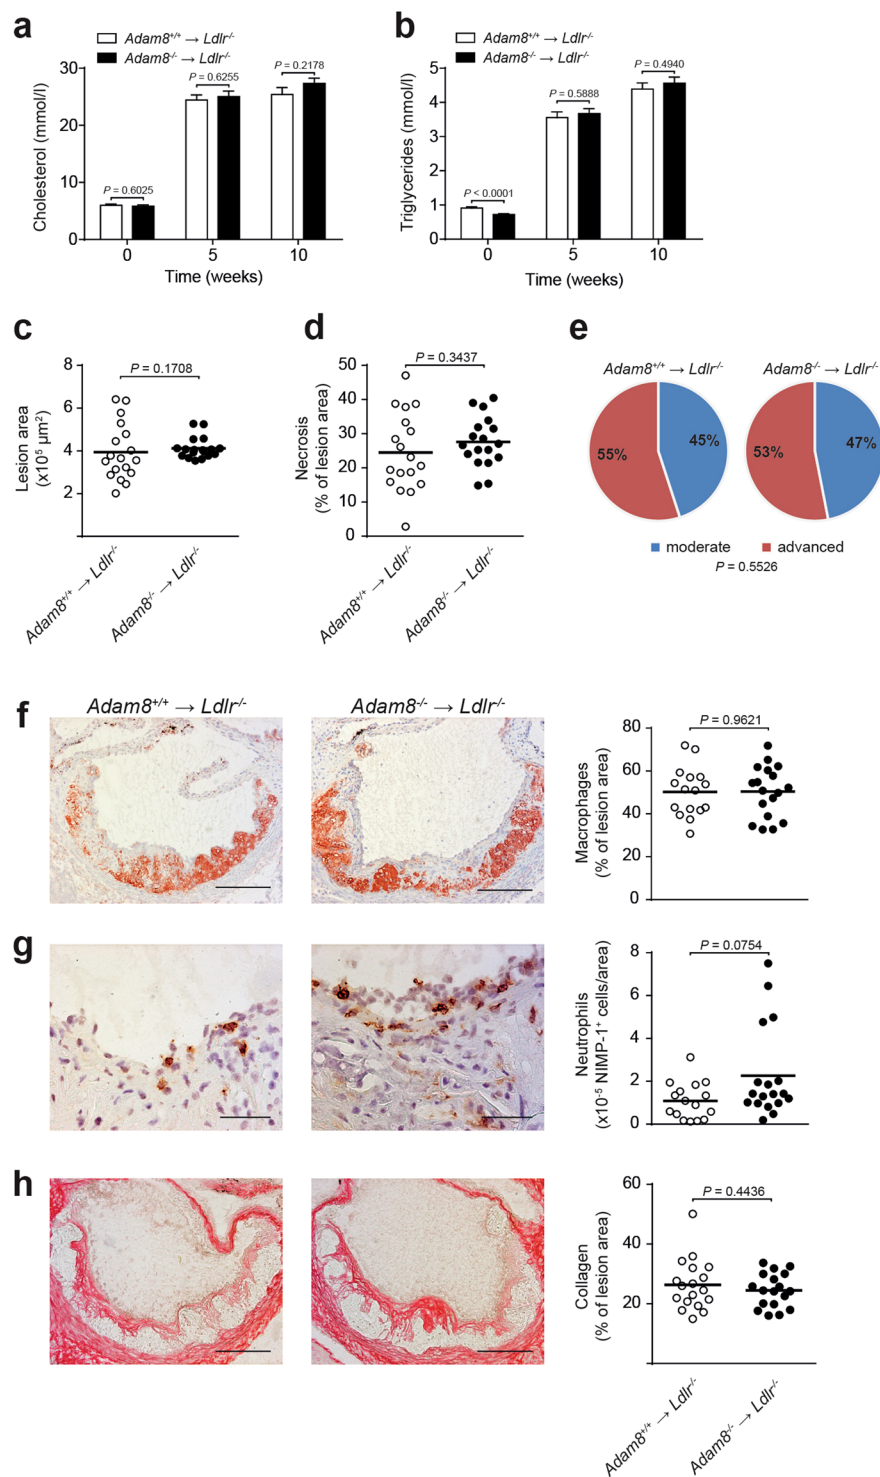 a
Adam8+/+ → Ldlr-/-
Adam8-/- → Ldlr-/-
Cholesterol (mmol/l)
30
20
10
0
P = 0.6025
P = 0.6255
P = 0.2178
0
5
10
Time (weeks)
b
Adam8+/+ → Ldlr-/-
Adam8-/- → Ldlr-/-
Triglycerides (mmol/l)
5
4
3
2
1
0
P < 0.0001
P = 0.5888
P = 0.4940
0
5
10
Time (weeks)
c
Lesion area
(x10⁵ µm²)
8
6
4
2
P = 0.1708
Adam8+/+ → Ldlr-/-
Adam8-/- → Ldlr-/-
d
Necrosis
(% of lesion area)
50
40
30
20
10
0
P = 0.3437
Adam8+/+ → Ldlr-/-
Adam8-/- → Ldlr-/-
e
Adam8+/+ → Ldlr-/-
Adam8-/- → Ldlr-/-
55%
45%
53%
47%
moderate
advanced
P = 0.5526
f
Adam8+/+ → Ldlr-/-
Adam8-/- → Ldlr-/-
Macrophages
(% of lesion area)
80
60
40
20
0
P = 0.9621
g
Neutrophils
(x10⁻⁵ NIMP-1⁺ cells/area)
8
6
4
2
0
P = 0.0754
h
Collagen
(% of lesion area)
60
40
20
P = 0.4436
Adam8+/+ → Ldlr-/-
Adam8-/- → Ldlr-/-